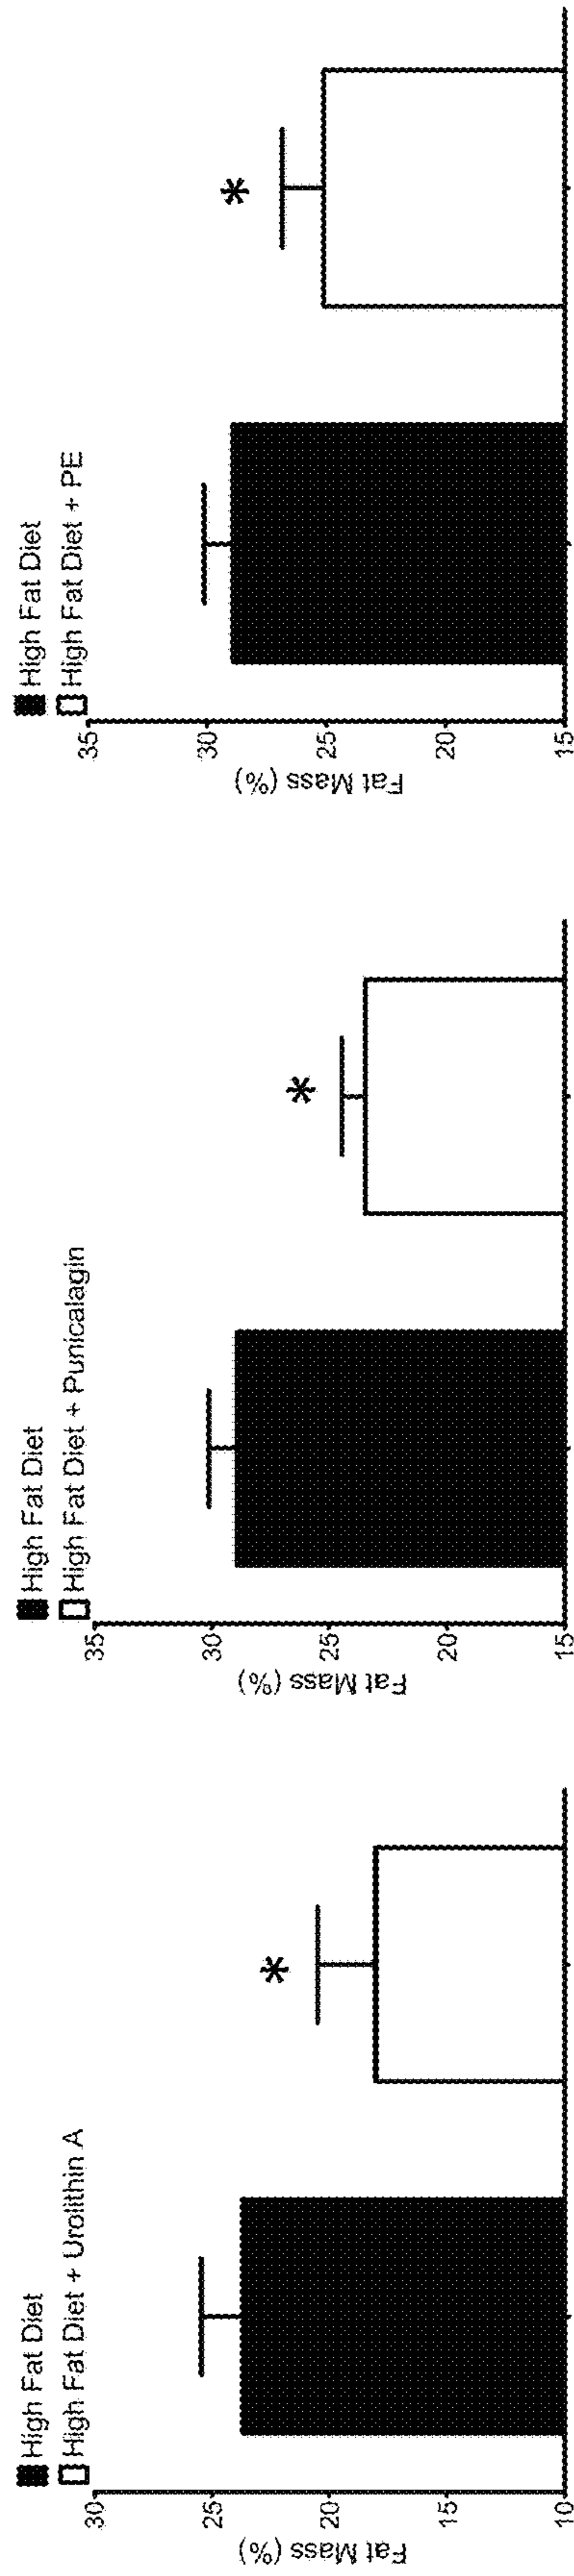 High Fat Diet
High Fat Diet + Urolithin A
30
25
20
15
10
Fat Mass (%)
*
High Fat Diet
High Fat Diet + Punicalagin
35
30
25
20
15
Fat Mass (%)
*
High Fat Diet
High Fat Diet + PE
35
30
25
20
15
Fat Mass (%)
*